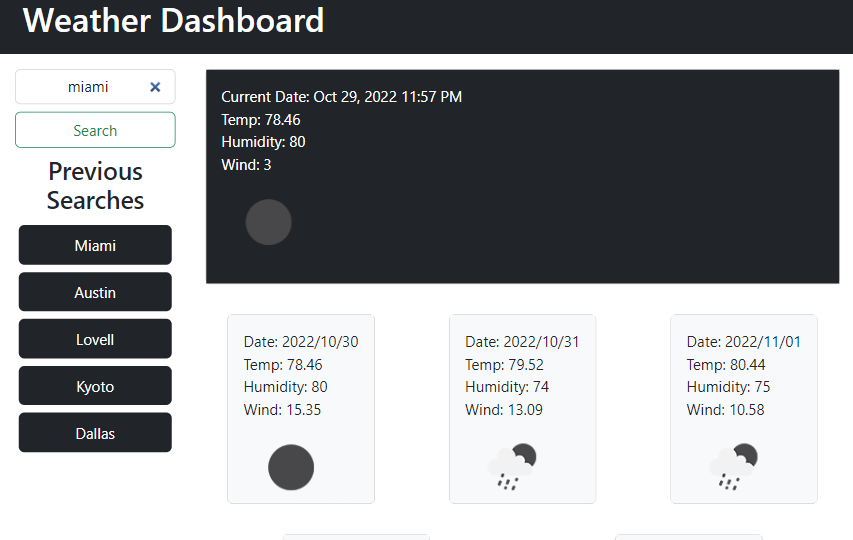 Weather Dashboard
miami
Search
Previous
Searches
Miami
Austin
Lovell
Kyoto
Dallas
Current Date: Oct 29, 2022 11:57 PM
Temp: 78.46
Humidity: 80
Wind: 3
Date: 2022/10/30
Temp: 78.46
Humidity: 80
Wind: 15.35
Date: 2022/10/31
Temp: 79.52
Humidity: 74
Wind: 13.09
Date: 2022/11/01
Temp: 80.44
Humidity: 75
Wind: 10.58